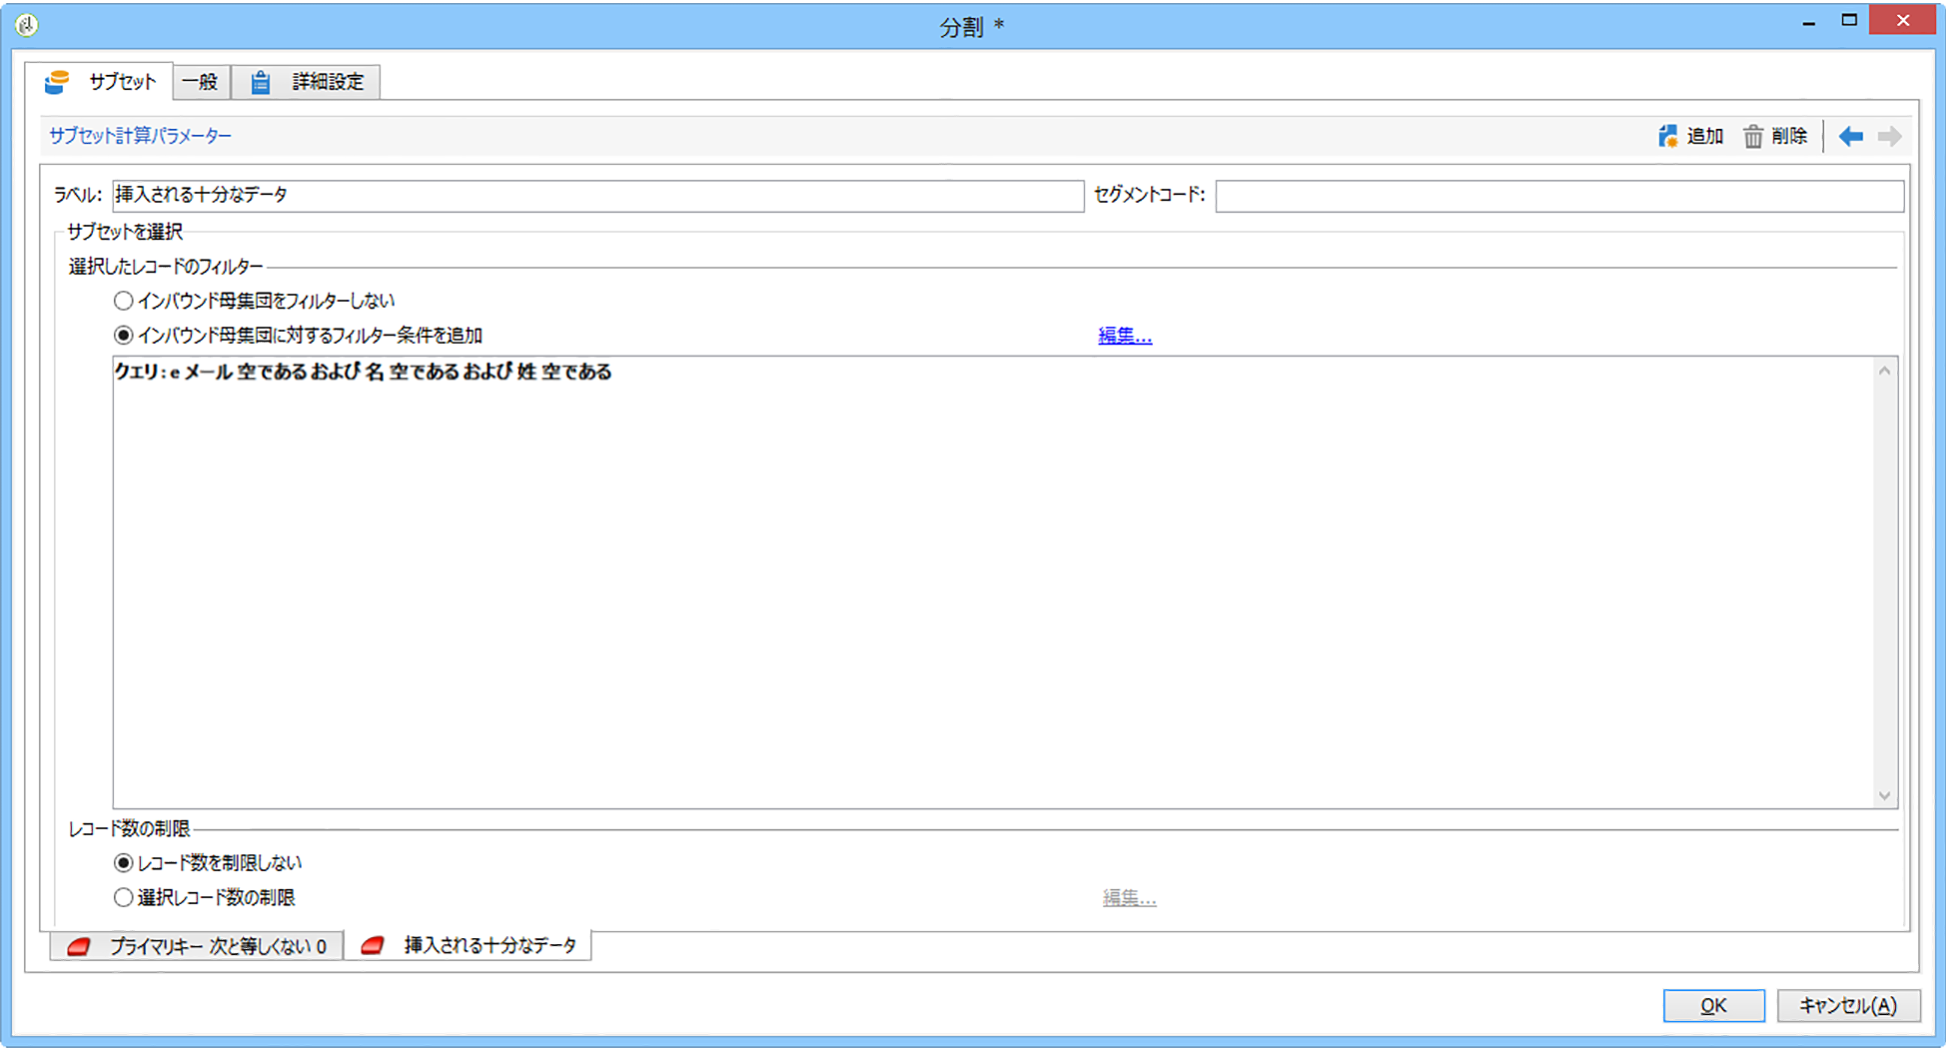 分割 *
サブセット 一般 詳細設定
サブセット計算パラメーター 追加 削除
ラベル: 挿入される十分なデータ セグメントコード:
サブセットを選択
選択したレコードのフィルター
インバウンド母集団をフィルターしない
インバウンド母集団に対するフィルター条件を追加 編集...
クエリ: e メール 空である および 名 空である および 姓 空である
レコード数の制限
レコード数を制限しない
選択レコード数の制限 編集...
プライマリキー 次と等しくない 0 挿入される十分なデータ
OK キャンセル(A)